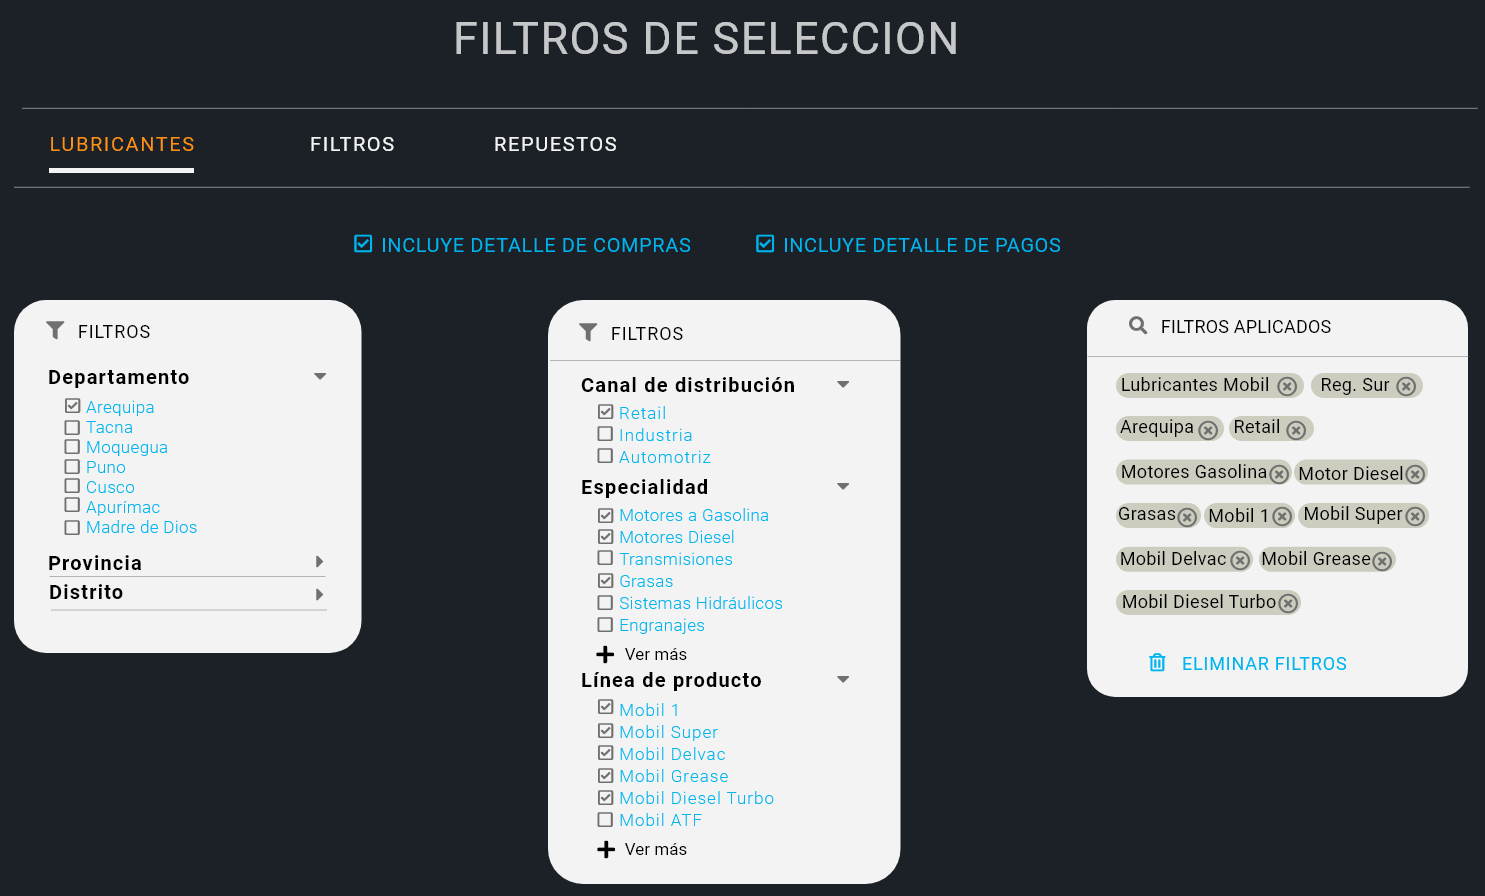 FILTROS DE SELECCION
LUBRICANTES FILTROS REPUESTOS
INCLUYE DETALLE DE COMPRAS INCLUYE DETALLE DE PAGOS
FILTROS
Departamento
Arequipa
Tacna
Moquegua
Puno
Cusco
Apurímac
Madre de Dios
Provincia
Distrito
FILTROS
Canal de distribución
Retail
Industria
Automotriz
Especialidad
Motores a Gasolina
Motores Diesel
Transmisiones
Grasas
Sistemas Hidráulicos
Engranajes
Ver más
Línea de producto
Mobil 1
Mobil Super
Mobil Delvac
Mobil Grease
Mobil Diesel Turbo
Mobil ATF
Ver más
FILTROS APLICADOS
Lubricantes Mobil Reg. Sur
Arequipa Retail
Motores Gasolina Motor Diesel
Grasas Mobil 1 Mobil Super
Mobil Delvac Mobil Grease
Mobil Diesel Turbo
ELIMINAR FILTROS